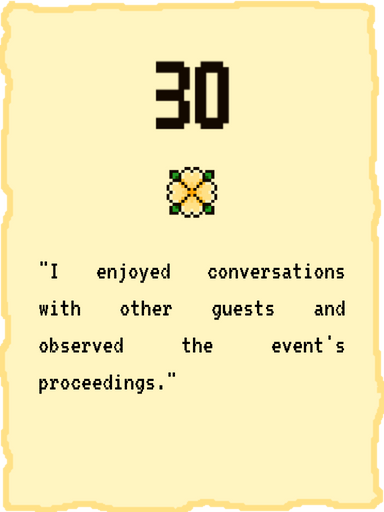 30
"I enjoyed conversations
with other guests and
observed the event's
proceedings."